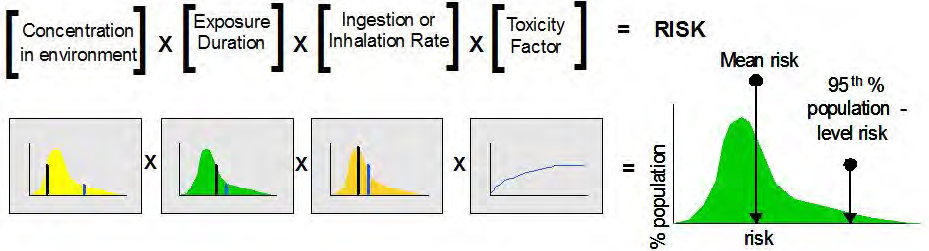 [Concentration in environment] X [Exposure Duration] X [Ingestion or Inhalation Rate] X [Toxicity Factor] = RISK
Mean risk
95th %
population -
level risk
X X X =
% population
risk